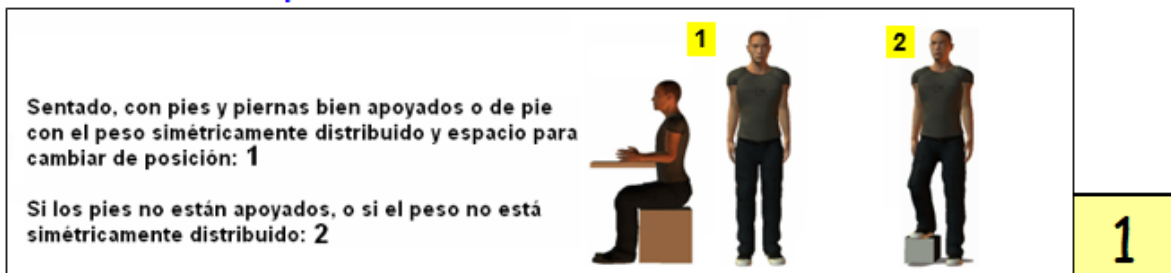 1
2
Sentado, con pies y piernas bien apoyados o de pie
con el peso simétricamente distribuido y espacio para
cambiar de posición: 1
Si los pies no están apoyados, o si el peso no está
simétricamente distribuido: 2
1